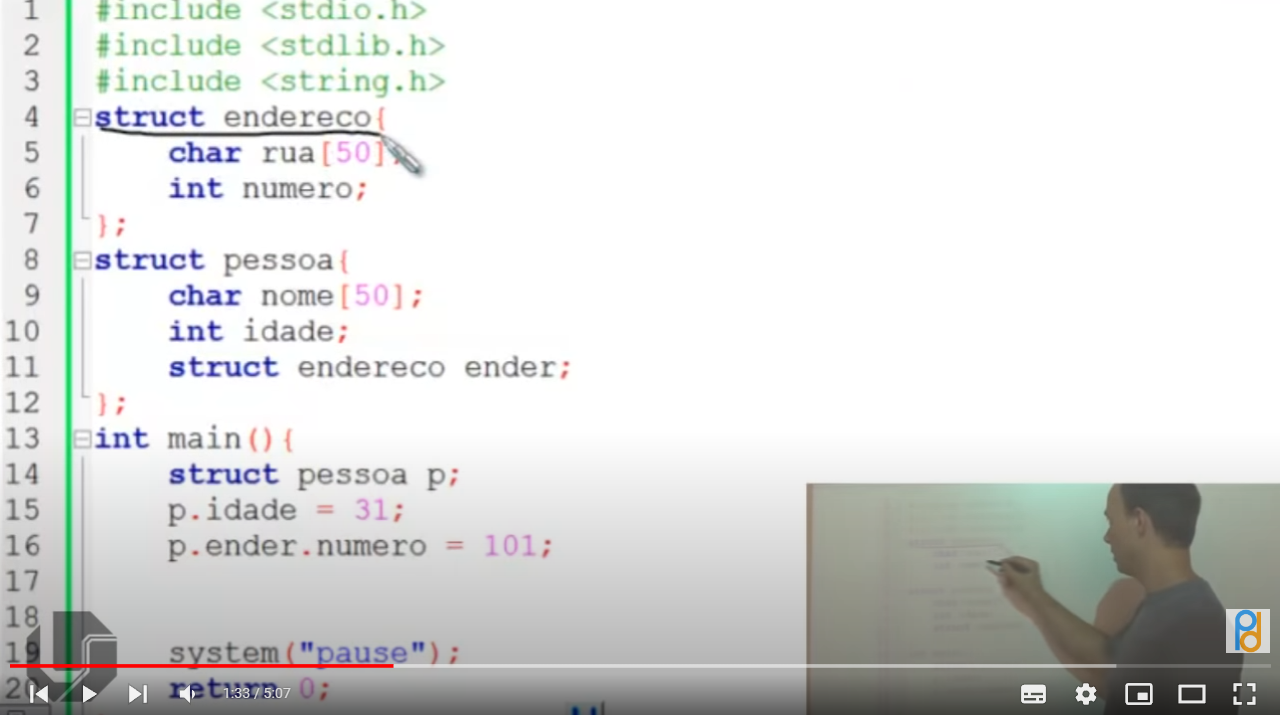 1 #include <stdio.h>
2 #include <stdlib.h>
3 #include <string.h>
4 struct endereco{
5 char rua[50];
6 int numero;
7 };
8 struct pessoa{
9 char nome[50];
10 int idade;
11 struct endereco ender;
12 };
13 int main(){
14 struct pessoa p;
15 p.idade = 31;
16 p.ender.numero = 101;
17
18
19 system("pause");
20 return 0;
1:33 / 5:07
pd